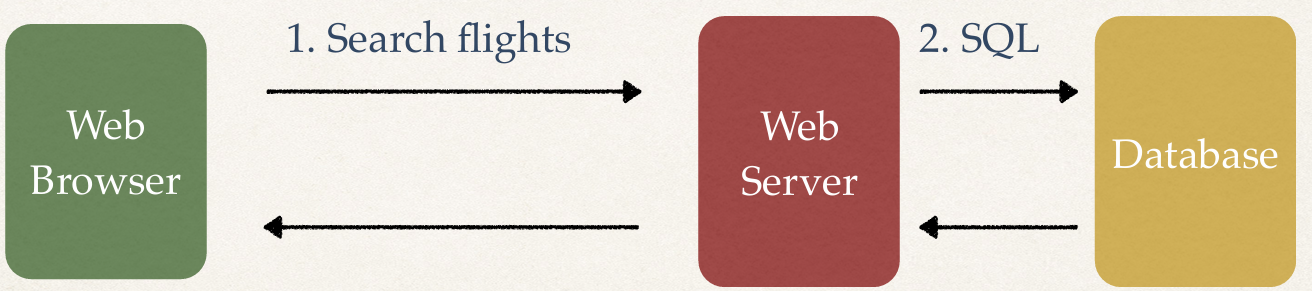 1. Search flights
2. SQL
Web
Browser
Web
Server
Database